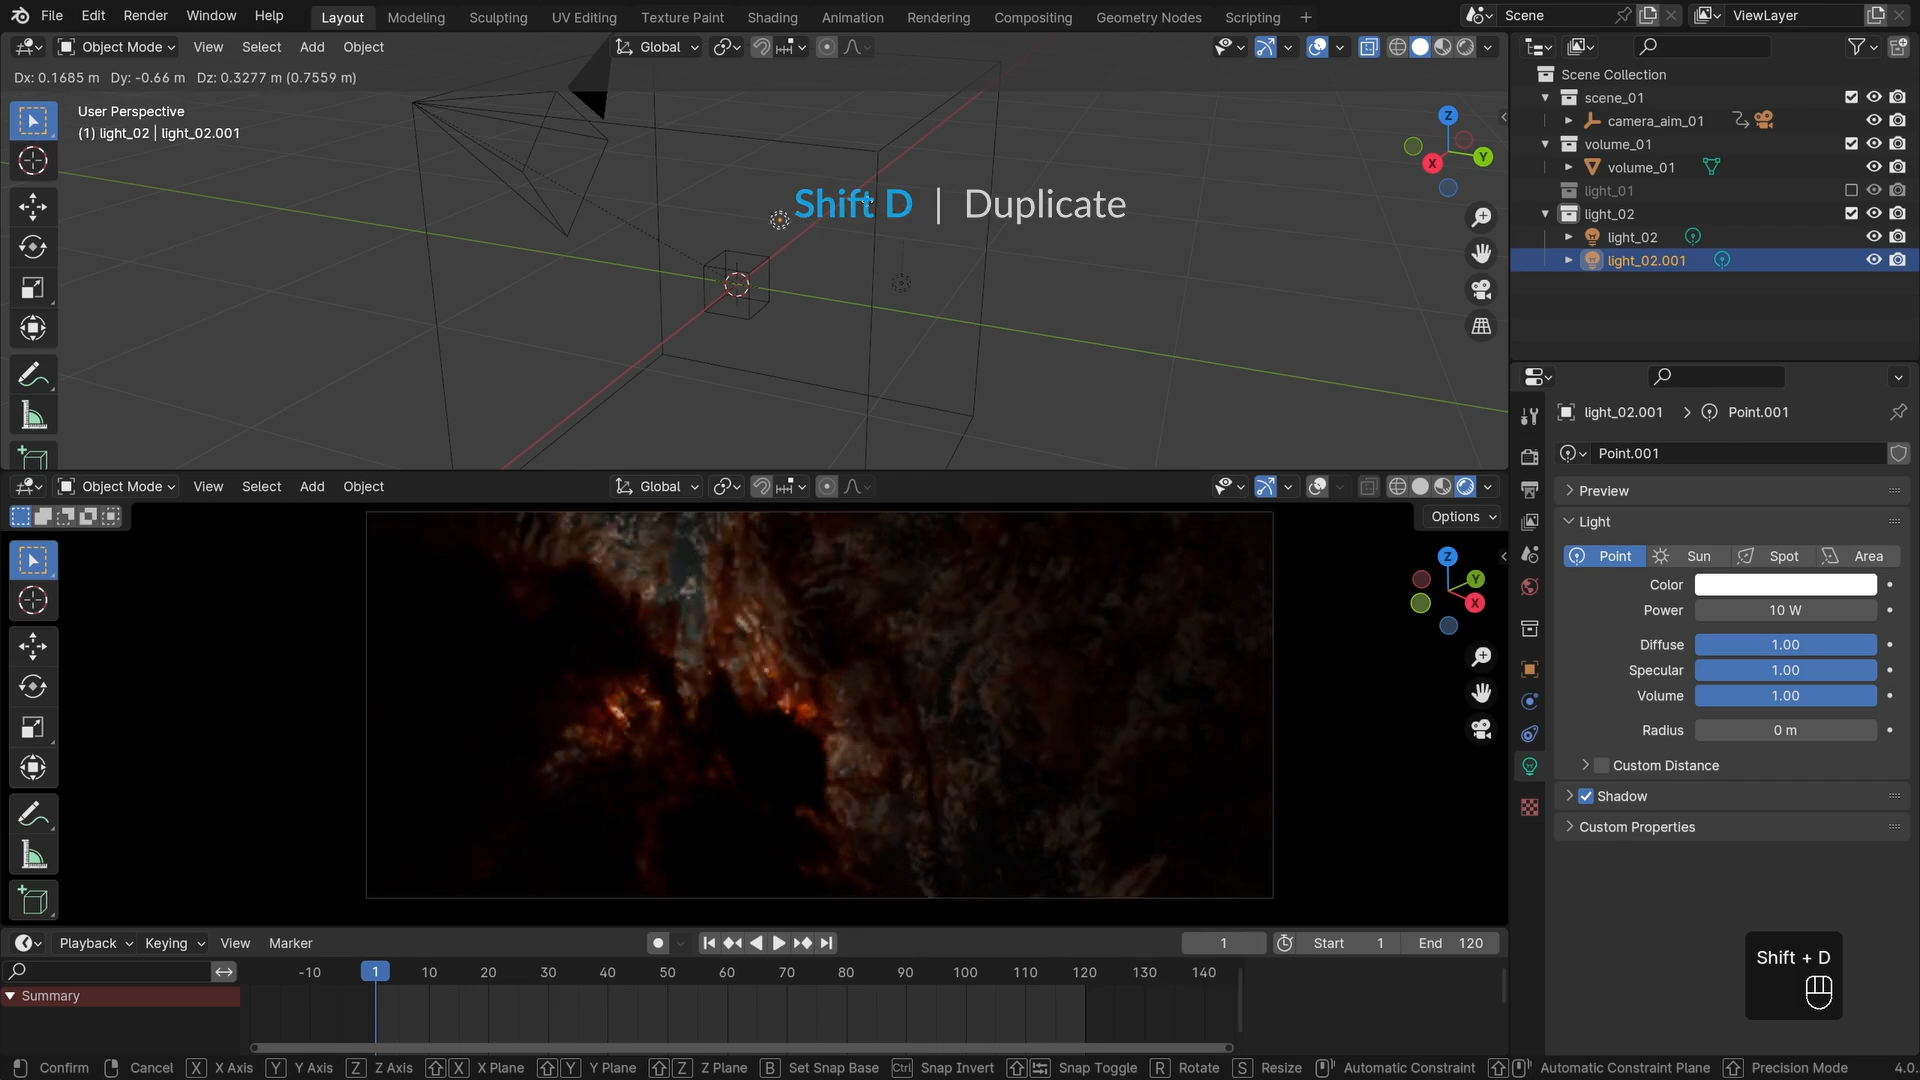 File Edit Render Window Help Layout Modeling Sculpting UV Editing Texture Paint Shading Animation Rendering Compositing Geometry Nodes Scripting + Scene ViewLayer
Object Mode View Select Add Object Global
Dx: 0.1685 m Dy: -0.66 m Dz: 0.3277 m (0.7559 m)
User Perspective
(1) light_02 | light_02.001
Shift D | Duplicate
Z
Y
X
Scene Collection
scene_01
camera_aim_01
volume_01
volume_01
light_01
light_02
light_02
light_02.001
Object Mode View Select Add Object Global
Options
Z
Y
X
light_02.001 > Point.001
Point.001
Preview
Light
Point Sun Spot Area
Color
Power 10 W
Diffuse 1.00
Specular 1.00
Volume 1.00
Radius 0 m
Custom Distance
Shadow
Custom Properties
Shift + D
Playback Keying View Marker 1 Start 1 End 120
-10 1 10 20 30 40 50 60 70 80 90 100 110 120 130 140
Summary
Confirm Cancel X X Axis Y Y Axis Z Z Axis X X Plane Y Y Plane Z Z Plane B Set Snap Base Ctrl Snap Invert Snap Toggle R Rotate S Resize Automatic Constraint Automatic Constraint Plane Precision Mode 4.0.